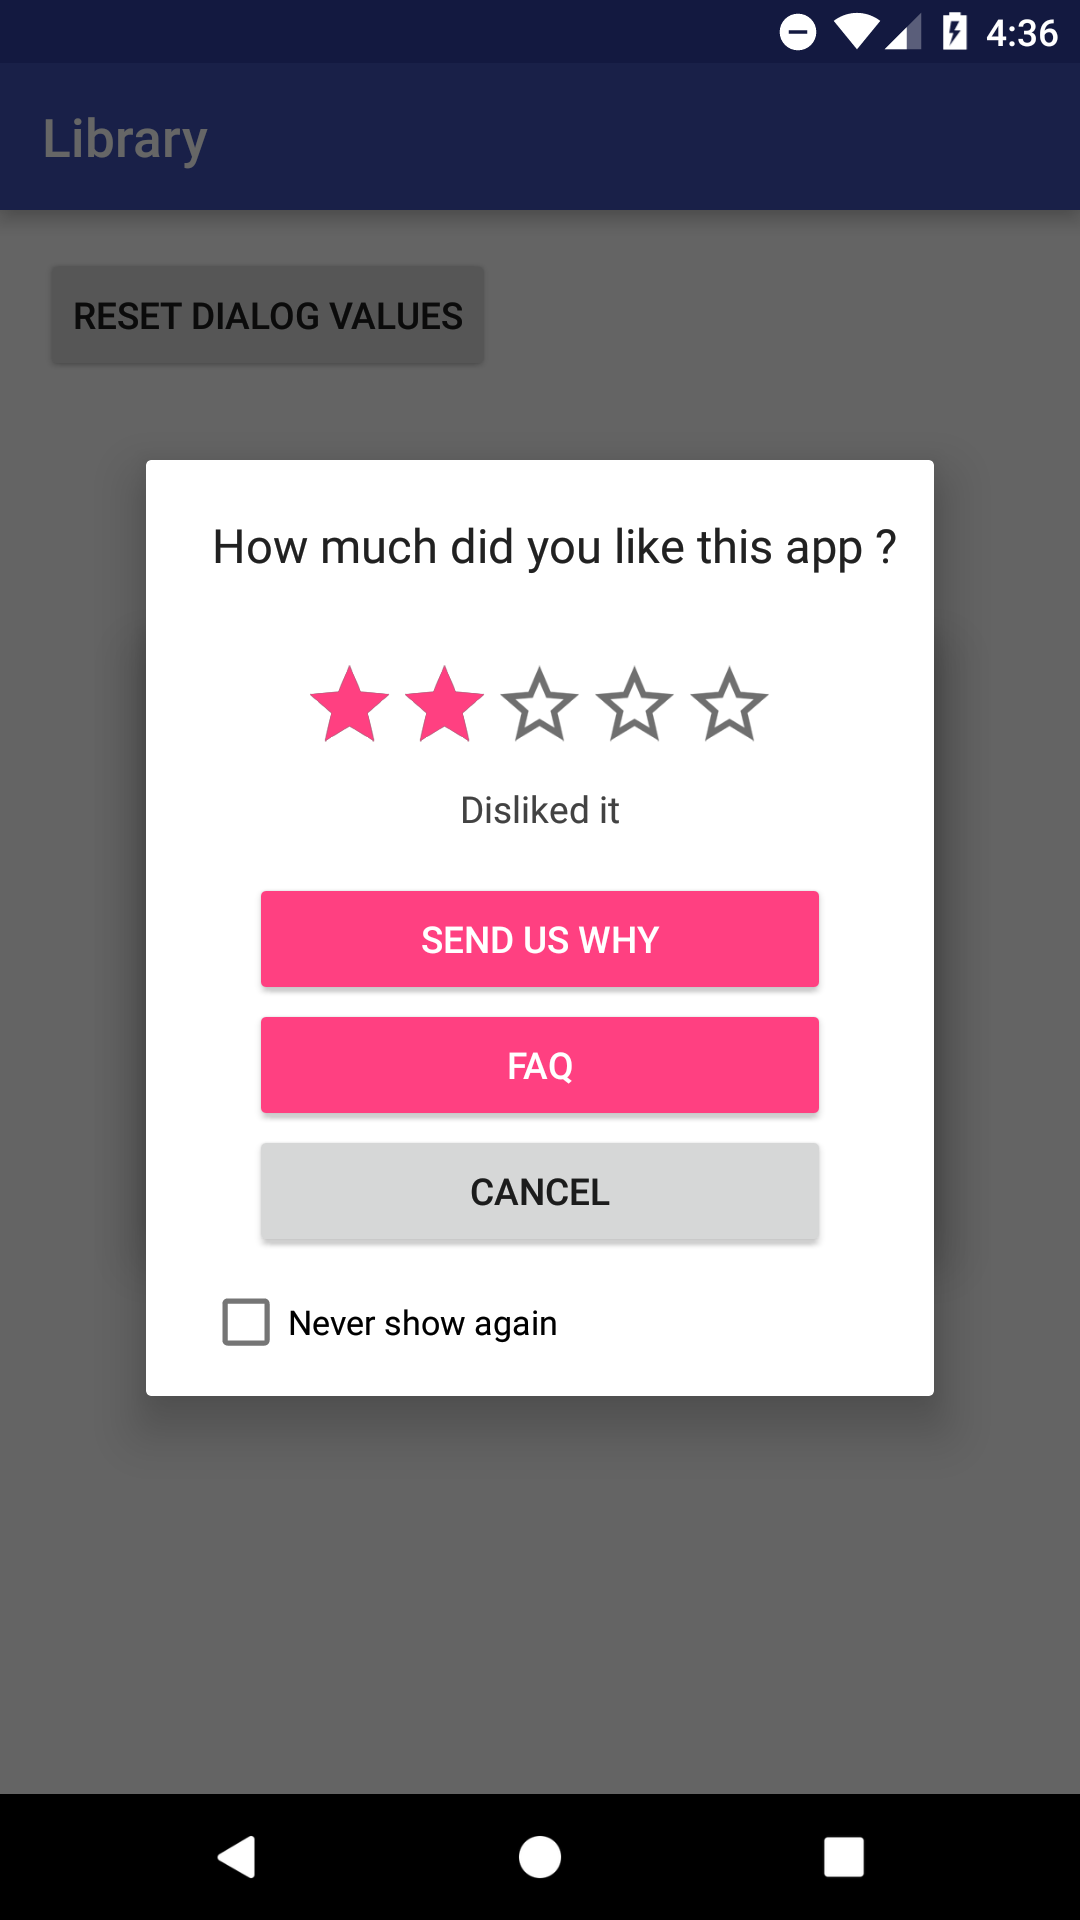 4:36
Library
RESET DIALOG VALUES
How much did you like this app ?
Disliked it
SEND US WHY
FAQ
CANCEL
Never show again